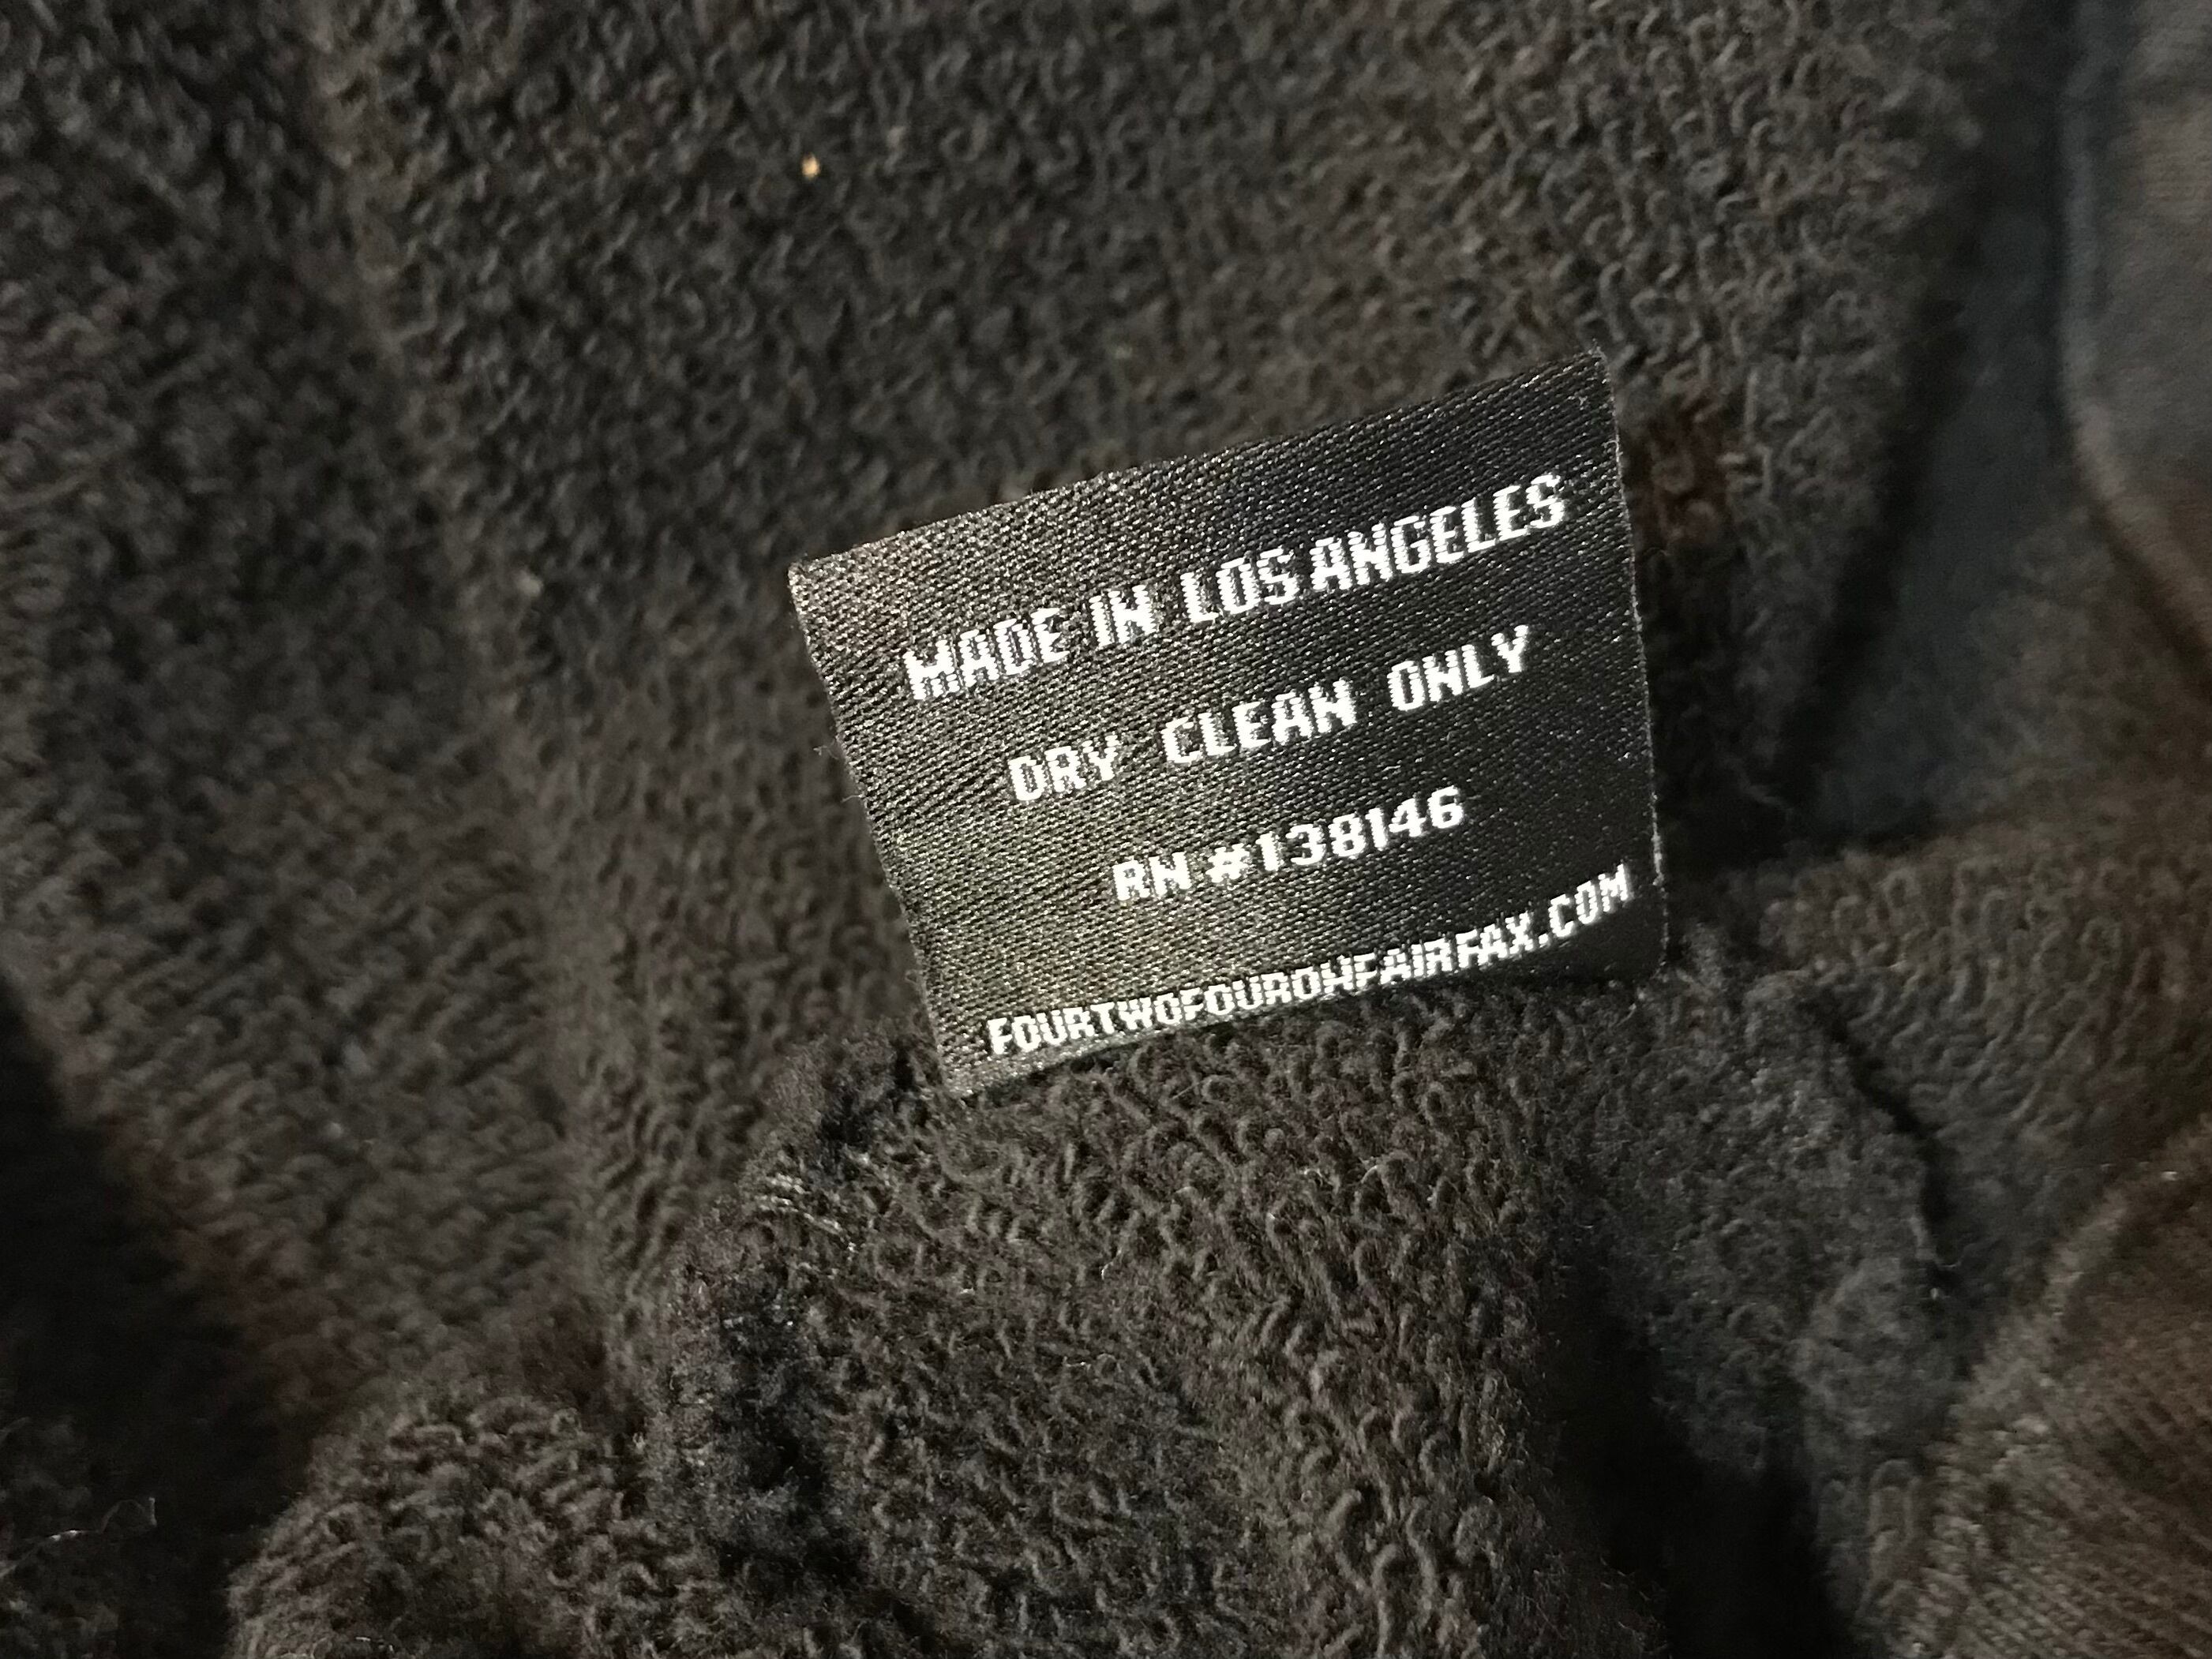 MADE IN LOS ANGELES
DRY CLEAN ONLY
RN #138146
FOURTWOFOUROHFAIRFAX.COM